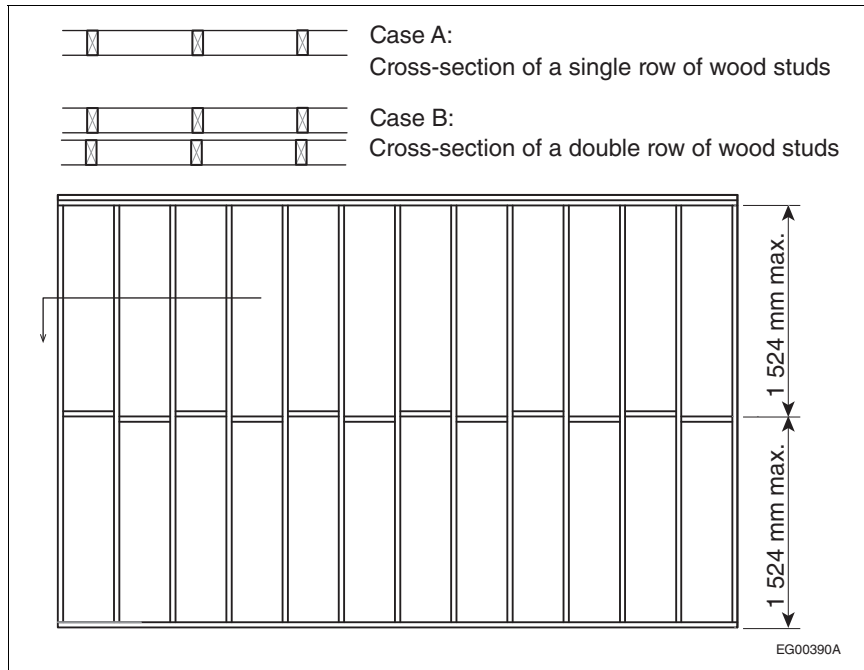 Case A:
Cross-section of a single row of wood studs
Case B:
Cross-section of a double row of wood studs
1 524 mm max.
1 524 mm max.
EG00390A